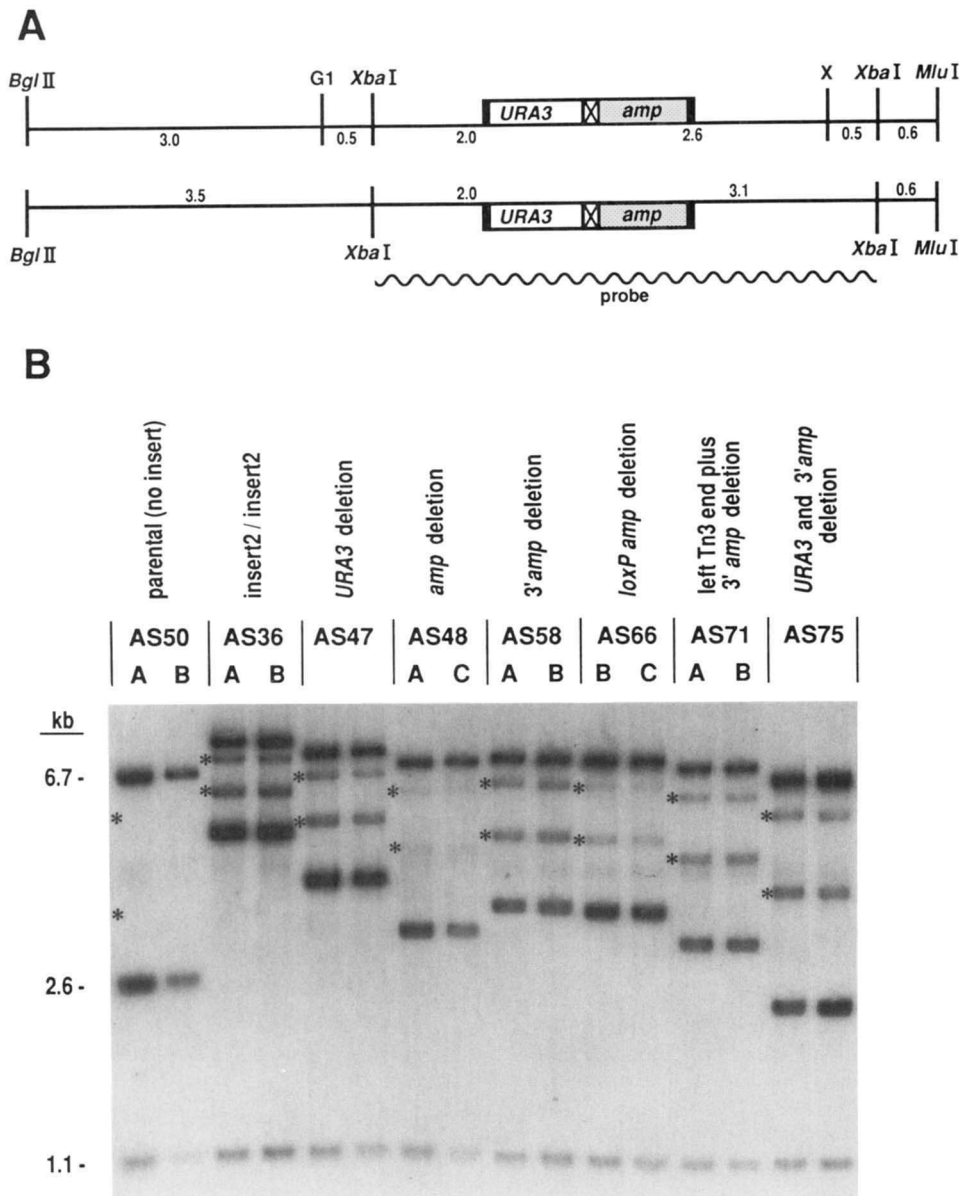 A
Bgl II G1 Xba I X Xba I Mlu I
URA3 amp
3.0 0.5 2.0 2.6 0.5 0.6
3.5 2.0 3.1 0.6
URA3 amp
Bgl II Xba I Xba I Mlu I
probe
B
parental (no insert)
insert2 / insert2
URA3 deletion
amp deletion
3'amp deletion
loxP amp deletion
left Tn3 end plus
3' amp deletion
URA3 and 3'amp
deletion
AS50 AS36 AS47 AS48 AS58 AS66 AS71 AS75
A B A B A C A B B C A B
kb
6.7 -
2.6 -
1.1 -